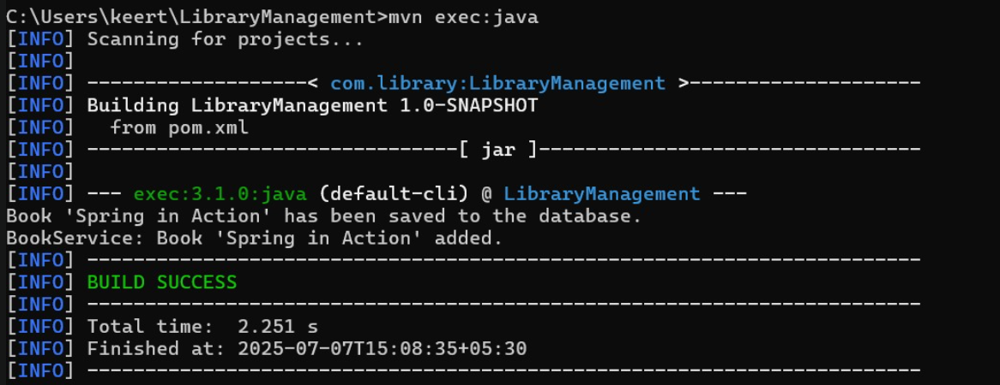 C:\Users\keert\LibraryManagement>mvn exec:java
[INFO] Scanning for projects...
[INFO]
[INFO] -------------------< com.library:LibraryManagement >--------------------
[INFO] Building LibraryManagement 1.0-SNAPSHOT
[INFO]   from pom.xml
[INFO] --------------------------------[ jar ]---------------------------------
[INFO]
[INFO] --- exec:3.1.0:java (default-cli) @ LibraryManagement ---
Book 'Spring in Action' has been saved to the database.
BookService: Book 'Spring in Action' added.
[INFO] ------------------------------------------------------------------------
[INFO] BUILD SUCCESS
[INFO] ------------------------------------------------------------------------
[INFO] Total time:  2.251 s
[INFO] Finished at: 2025-07-07T15:08:35+05:30
[INFO] ------------------------------------------------------------------------